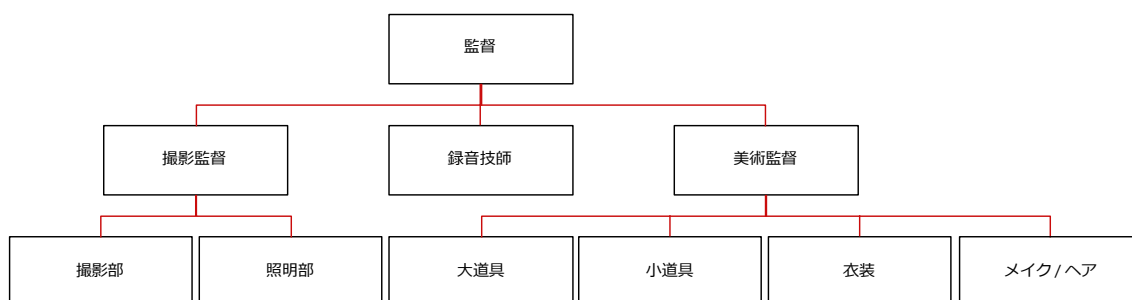 監督
撮影監督
録音技師
美術監督
撮影部
照明部
大道具
小道具
衣装
メイク/ヘア